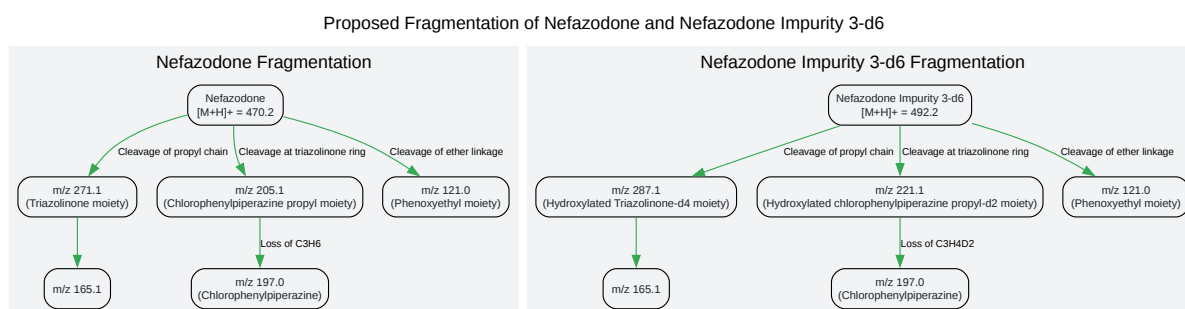 Proposed Fragmentation of Nefazodone and Nefazodone Impurity 3-d6
Nefazodone Fragmentation
Nefazodone
[M+H]+ = 470.2
Cleavage of propyl chain
Cleavage at triazolinone ring
Cleavage of ether linkage
m/z 271.1
(Triazolinone moiety)
m/z 205.1
(Chlorophenylpiperazine propyl moiety)
m/z 121.0
(Phenoxyethyl moiety)
Loss of C3H6
m/z 165.1
m/z 197.0
(Chlorophenylpiperazine)
Nefazodone Impurity 3-d6 Fragmentation
Nefazodone Impurity 3-d6
[M+H]+ = 492.2
Cleavage of propyl chain
Cleavage at triazolinone ring
Cleavage of ether linkage
m/z 287.1
(Hydroxylated Triazolinone-d4 moiety)
m/z 221.1
(Hydroxylated chlorophenylpiperazine propyl-d2 moiety)
m/z 121.0
(Phenoxyethyl moiety)
Loss of C3H4D2
m/z 165.1
m/z 197.0
(Chlorophenylpiperazine)